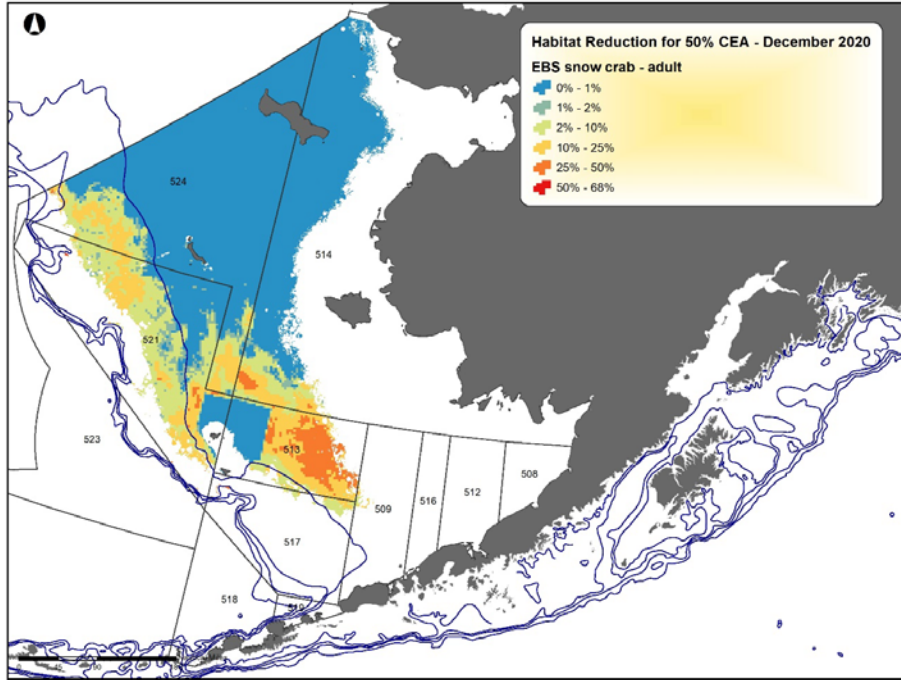 Habitat Reduction for 50% CEA - December 2020
EBS snow crab - adult
0% - 1%
1% - 2%
2% - 10%
10% - 25%
25% - 50%
50% - 68%
524
514
521
523
513
509
516
512
508
517
518
519